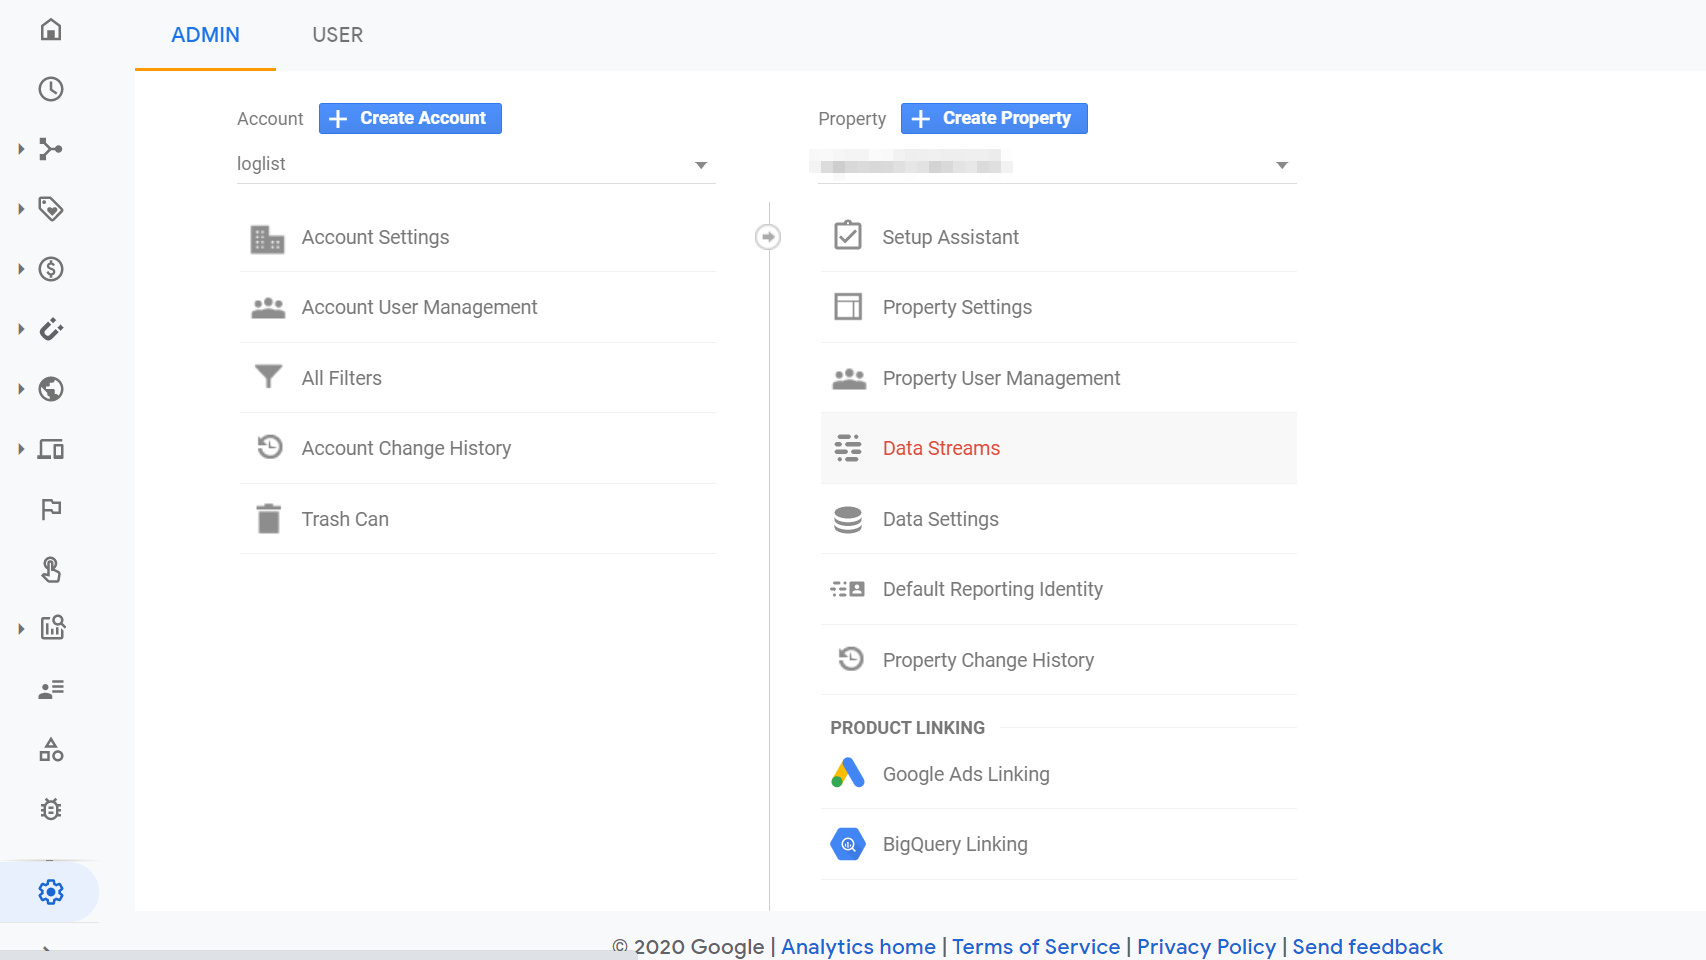 ADMIN
USER
Account
Create Account
loglist
Account Settings
Account User Management
All Filters
Account Change History
Trash Can
Property
Create Property
Setup Assistant
Property Settings
Property User Management
Data Streams
Data Settings
Default Reporting Identity
Property Change History
PRODUCT LINKING
Google Ads Linking
BigQuery Linking
© 2020 Google | Analytics home | Terms of Service | Privacy Policy | Send feedback